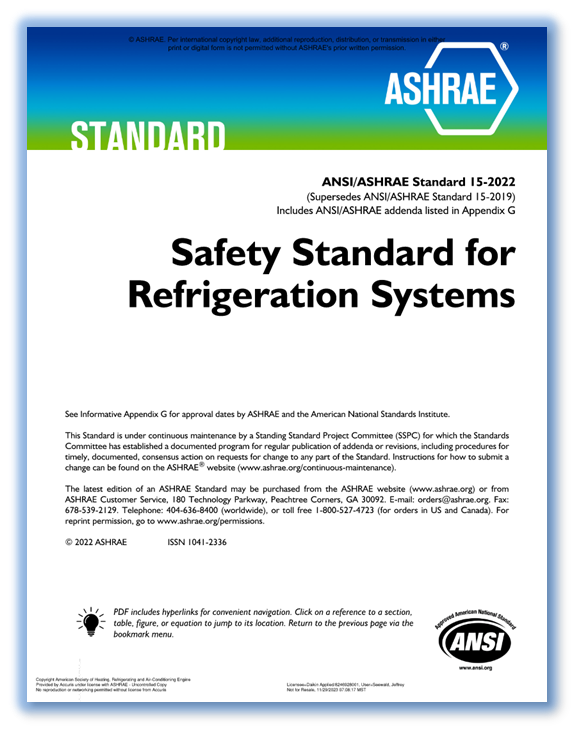 © ASHRAE. Per international copyright law, additional reproduction, distribution, or transmission in either
print or digital form is not permitted without ASHRAE's prior written permission.
ASHRAE®
STANDARD
ANSI/ASHRAE Standard 15-2022
(Supersedes ANSI/ASHRAE Standard 15-2019)
Includes ANSI/ASHRAE addenda listed in Appendix G
Safety Standard for
Refrigeration Systems
See Informative Appendix G for approval dates by ASHRAE and the American National Standards Institute.
This Standard is under continuous maintenance by a Standing Standard Project Committee (SSPC) for which the Standards
Committee has established a documented program for regular publication of addenda or revisions, including procedures for
timely, documented, consensus action on requests for change to any part of the Standard. Instructions for how to submit a
change can be found on the ASHRAE® website (www.ashrae.org/continuous-maintenance).
The latest edition of an ASHRAE Standard may be purchased from the ASHRAE website (www.ashrae.org) or from
ASHRAE Customer Service, 180 Technology Parkway, Peachtree Corners, GA 30092. E-mail: orders@ashrae.org. Fax:
678-539-2129. Telephone: 404-636-8400 (worldwide), or toll free 1-800-527-4723 (for orders in US and Canada). For
reprint permission, go to www.ashrae.org/permissions.
© 2022 ASHRAE ISSN 1041-2336
PDF includes hyperlinks for convenient navigation. Click on a reference to a section,
table, figure, or equation to jump to its location. Return to the previous page via the
bookmark menu.
Approved American National Standard
ANSI
www.ansi.org
Copyright American Society of Heating, Refrigerating and Air-Conditioning Engine
Provided by Accuris under license with ASHRAE - Uncontrolled Copy
No reproduction or networking permitted without license from Accuris
Licensee=Daikin Applied/, User=Seewald, Jeffrey
Not for Resale, 11/29/2023 07:09:17 MST